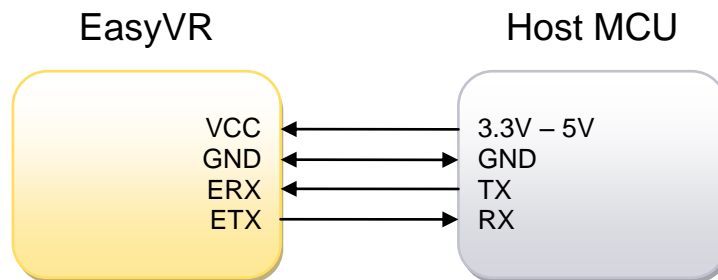 EasyVR Host MCU
VCC 3.3V – 5V
GND GND
ERX TX
ETX RX